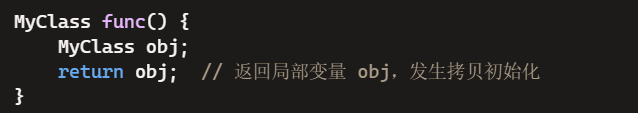 MyClass func() {
    MyClass obj;
    return obj;  // 返回局部变量 obj，发生拷贝初始化
}